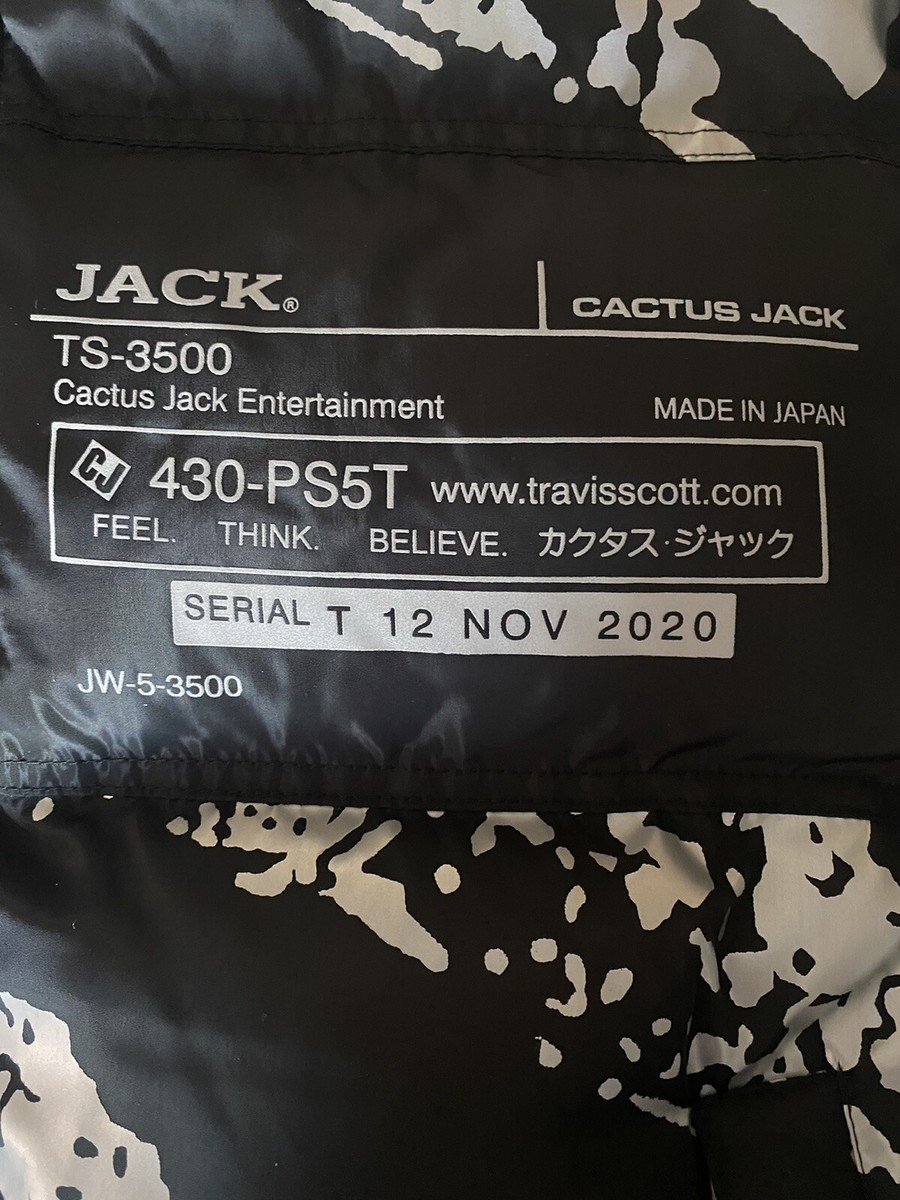 JACK®
CACTUS JACK
TS-3500
Cactus Jack Entertainment
MADE IN JAPAN
CJ 430-PS5T www.travisscott.com
FEEL. THINK. BELIEVE. カクタス·ジャック
SERIAL T 12 NOV 2020
JW-5-3500